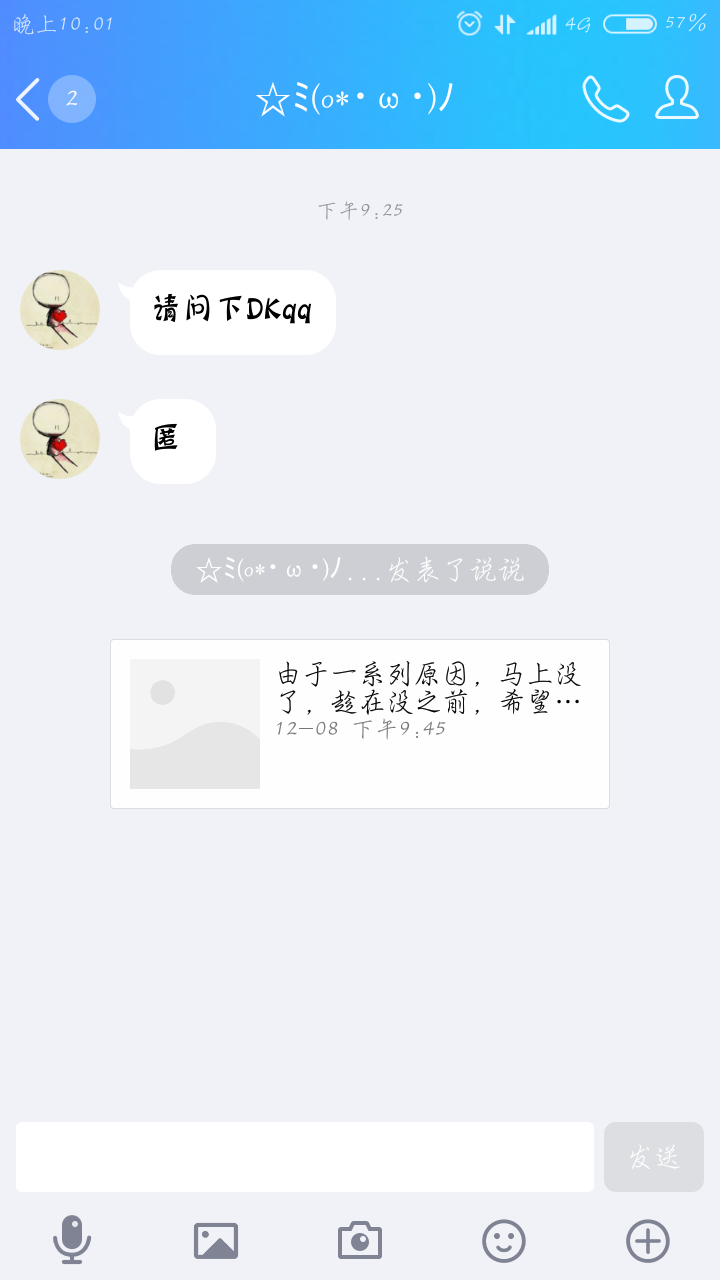 晚上10:01
4G
57%
2
☆ミ(o*・ω・)ﾉ
下午9:25
请问下DKqq
匿
☆ミ(o*・ω・)ﾉ...发表了说说
由于一系列原因，马上没
了，趁在没之前，希望…
12-08 下午9:45
发送